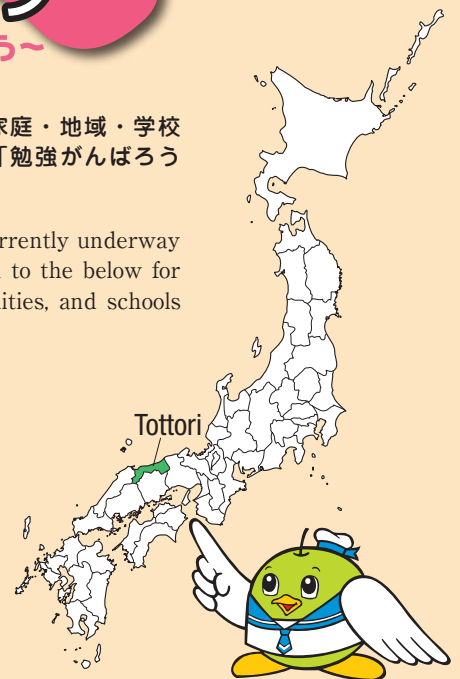 う～
家庭・地域・学校
「勉強がんばろう
rrently underway
to the below for
ities, and schools
Tottori